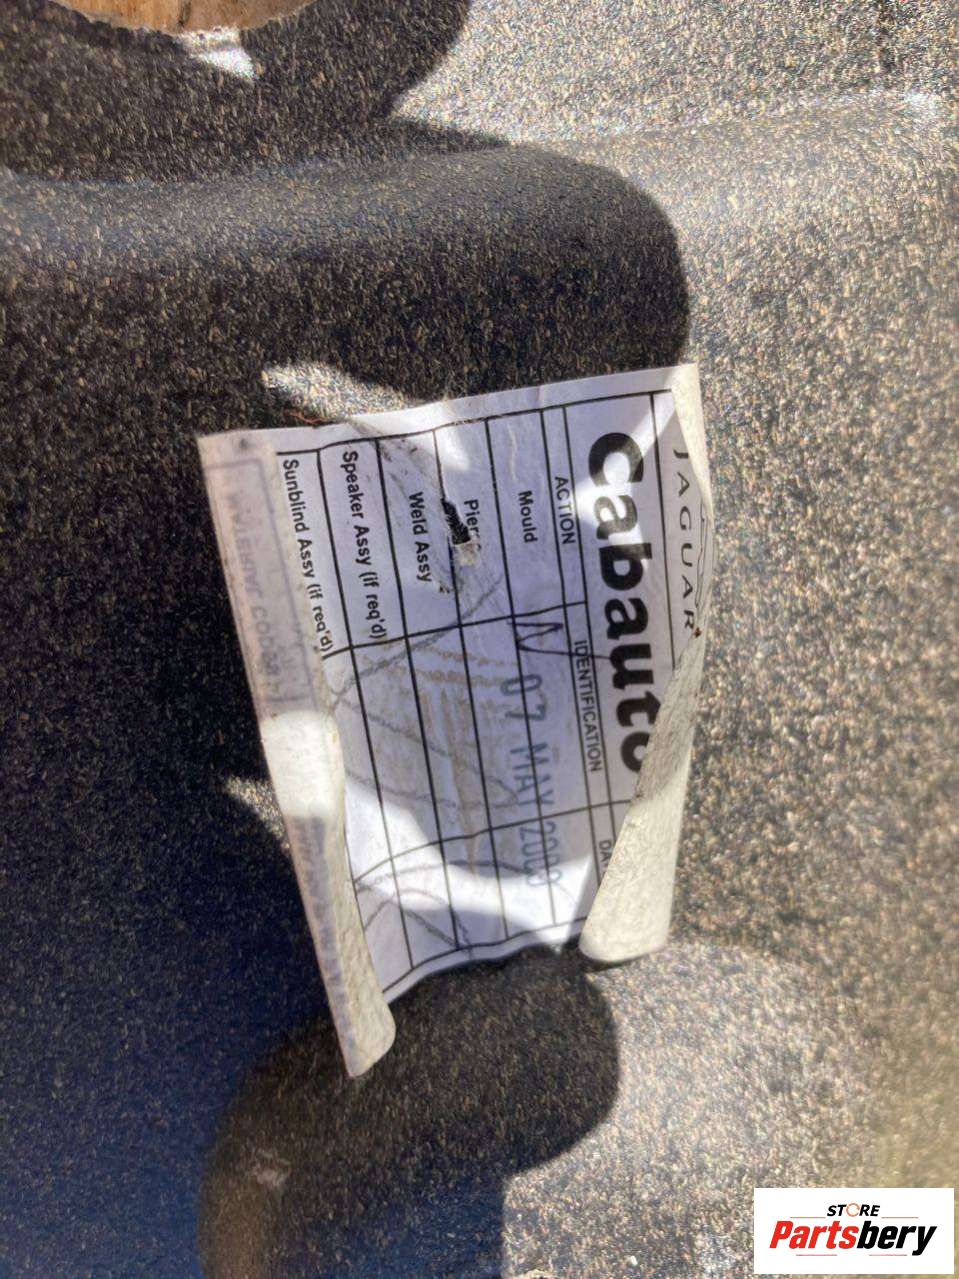 JAGUAR
Cabauto
ACTION
IDENTIFICATION
Mould
07 MAY 2000
Weld Assy
Speaker Assy (if req'd)
Sunblind Assy (if req'd)
STORE
Partsbery